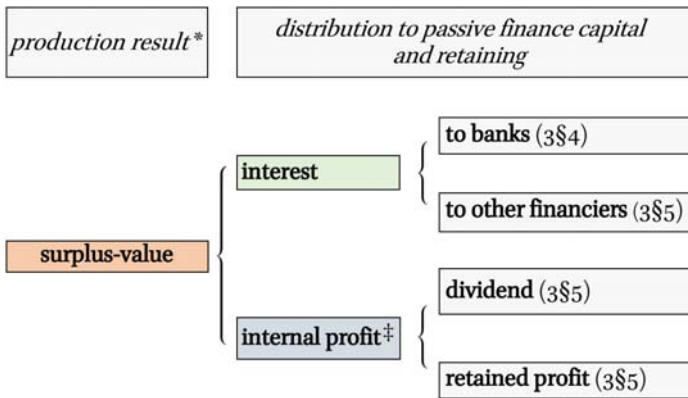 production result*
distribution to passive finance capital
and retaining
to banks (3§4)
interest
to other financiers (3§5)
surplus-value
dividend (3§5)
internal profit‡
retained profit (3§5)